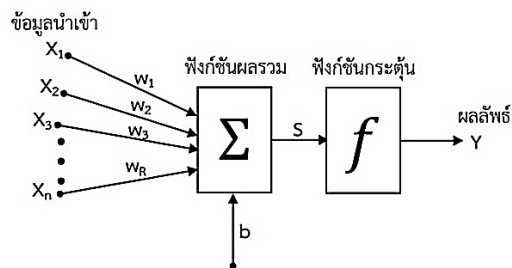 ข้อมูลนำเข้า
X1
X2
X3
Xn
w1
w2
w3
wR
ฟังก์ชันผลรวม
Σ
b
S
ฟังก์ชันกระตุ้น
f
ผลลัพธ์
Y